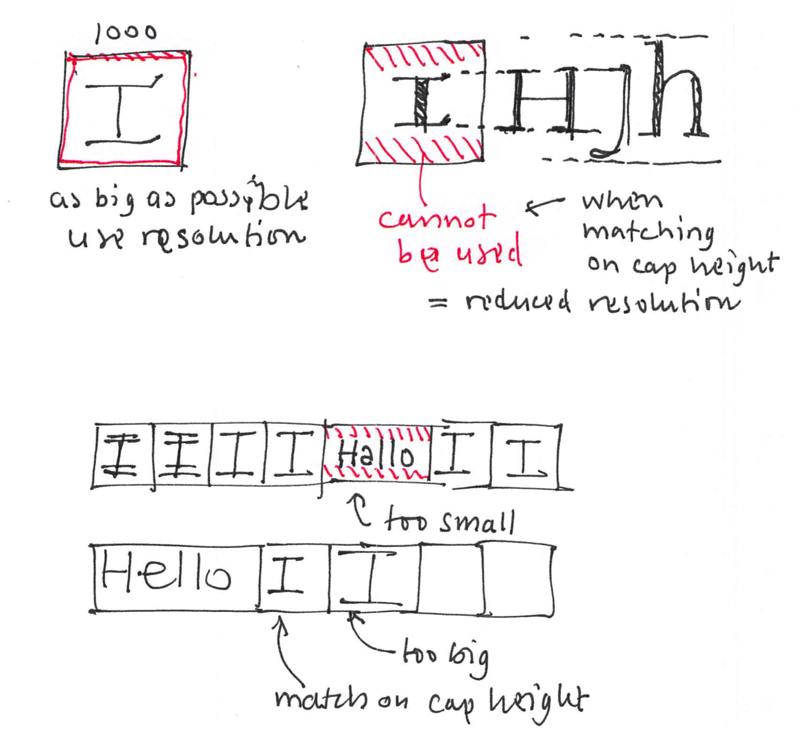 1000
I
I H j h
as big as possible
use resolution
cannot
be used
when
matching
on cap height
= reduced resolution
I I I I Hallo I I
too small
Hello I I
too big
match on cap height